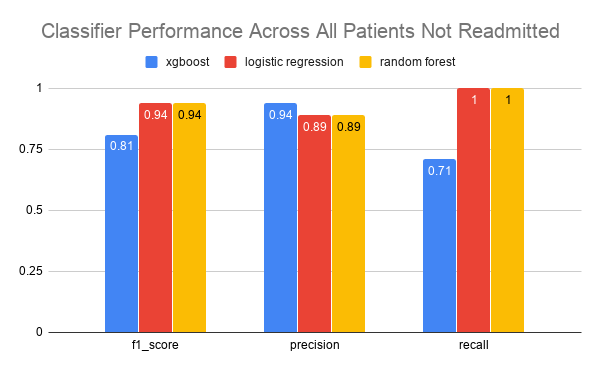 Classifier Performance Across All Patients Not Readmitted
xgboost logistic regression random forest
1
0.75
0.5
0.25
0
0.81 0.94 0.94
0.94 0.89 0.89
0.71 1 1
f1_score precision recall